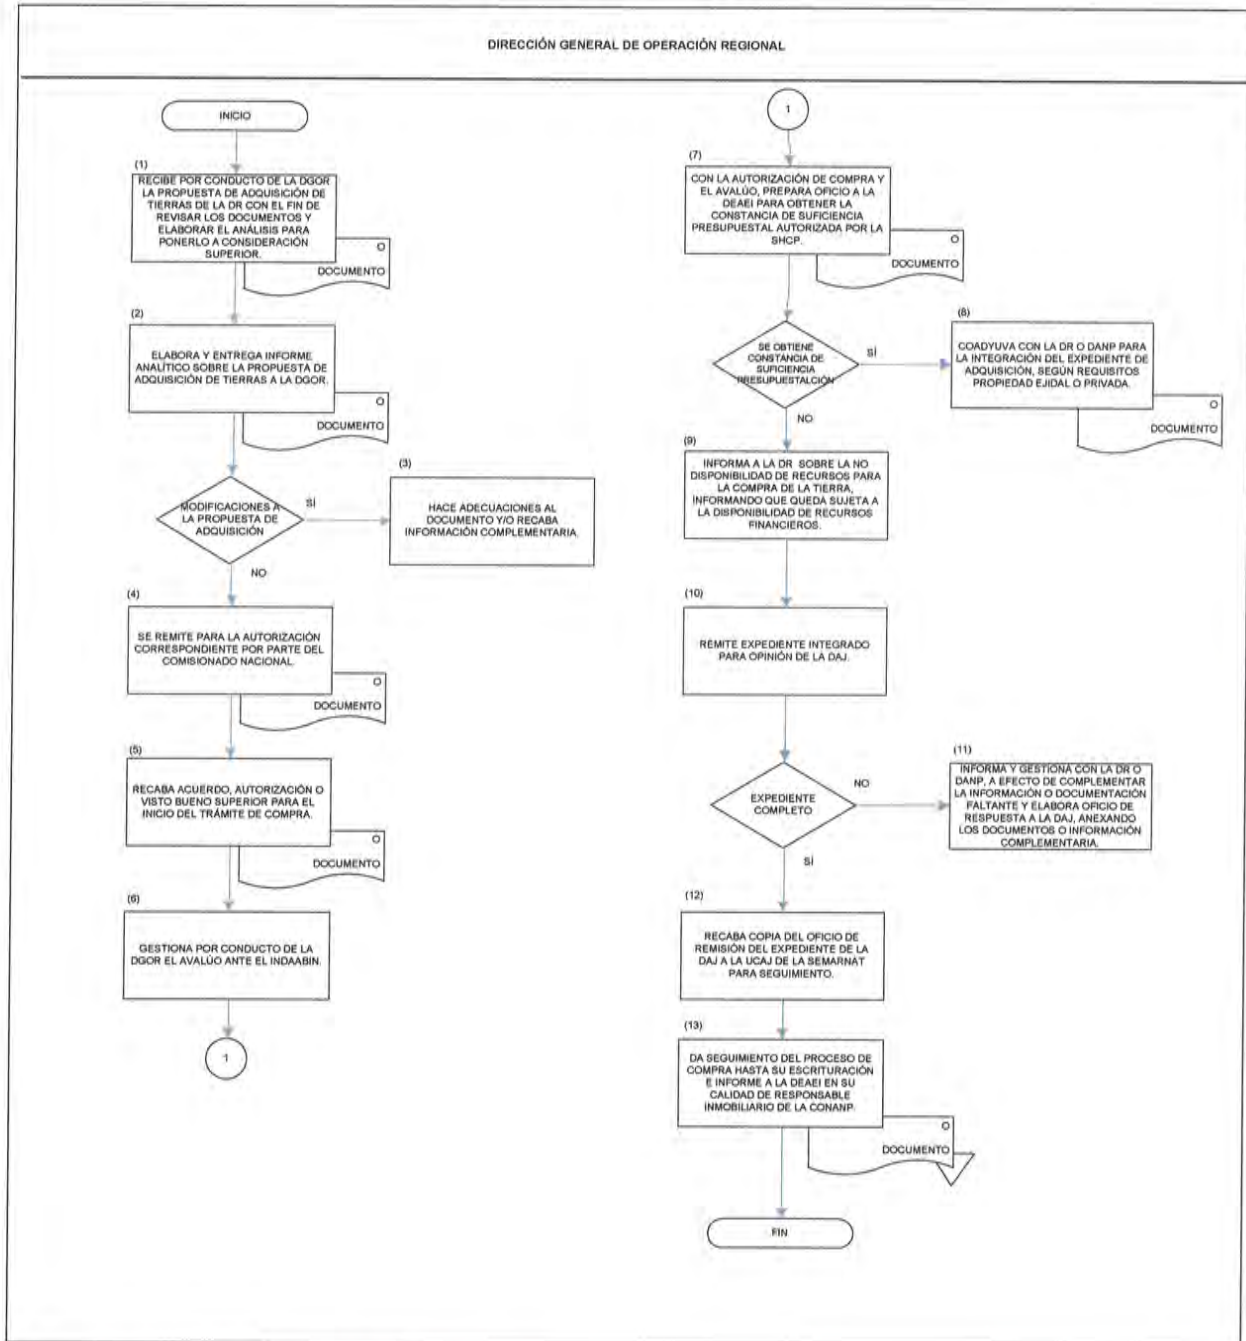 DIRECCIÓN GENERAL DE OPERACIÓN REGIONAL
INICIO
(1)
RECIBE POR CONDUCTO DE LA DGOR
LA PROPUESTA DE ADQUISICIÓN DE
TIERRAS DE LA DR CON EL FIN DE
REVISAR LOS DOCUMENTOS Y
ELABORAR EL ANÁLISIS PARA
PONERLO A CONSIDERACIÓN
SUPERIOR.
DOCUMENTO
(2)
ELABORA Y ENTREGA INFORME
ANALÍTICO SOBRE LA PROPUESTA DE
ADQUISICIÓN DE TIERRAS A LA DGOR.
DOCUMENTO
MODIFICACIONES A
LA PROPUESTA DE
ADQUISICIÓN
SÍ
(3)
HACE ADECUACIONES AL
DOCUMENTO Y/O RECABA
INFORMACIÓN COMPLEMENTARIA.
NO
(4)
SE REMITE PARA LA AUTORIZACIÓN
CORRESPONDIENTE POR PARTE DEL
COMISIONADO NACIONAL.
DOCUMENTO
(5)
RECABA ACUERDO, AUTORIZACIÓN O
VISTO BUENO SUPERIOR PARA EL
INICIO DEL TRÁMITE DE COMPRA.
DOCUMENTO
(6)
GESTIONA POR CONDUCTO DE LA
DGOR EL AVALÚO ANTE EL INDAABIN.
1
1
(7)
CON LA AUTORIZACIÓN DE COMPRA Y
EL AVALÚO, PREPARA OFICIO A LA
DEAEI PARA OBTENER LA
CONSTANCIA DE SUFICIENCIA
PRESUPUESTAL AUTORIZADA POR LA
SHCP.
DOCUMENTO
SE OBTIENE
CONSTANCIA DE
SUFICIENCIA
PRESUPUESTALCIÓN
SÍ
(8)
COADYUVA CON LA DR O DANP PARA
LA INTEGRACIÓN DEL EXPEDIENTE DE
ADQUISICIÓN, SEGÚN REQUISITOS
PROPIEDAD EJIDAL O PRIVADA.
DOCUMENTO
NO
(9)
INFORMA A LA DR SOBRE LA NO
DISPONIBILIDAD DE RECURSOS PARA
LA COMPRA DE LA TIERRA,
INFORMANDO QUE QUEDA SUJETA A
LA DISPONIBILIDAD DE RECURSOS
FINANCIEROS.
(10)
REMITE EXPEDIENTE INTEGRADO
PARA OPINIÓN DE LA DAJ.
EXPEDIENTE
COMPLETO
NO
(11)
INFORMA Y GESTIONA CON LA DR O
DANP, A EFECTO DE COMPLEMENTAR
LA INFORMACIÓN O DOCUMENTACIÓN
FALTANTE Y ELABORA OFICIO DE
RESPUESTA A LA DAJ, ANEXANDO
LOS DOCUMENTOS O INFORMACIÓN
COMPLEMENTARIA.
SÍ
(12)
RECABA COPIA DEL OFICIO DE
REMISIÓN DEL EXPEDIENTE DE LA
DAJ A LA UCAJ DE LA SEMARNAT
PARA SEGUIMIENTO.
(13)
DA SEGUIMIENTO DEL PROCESO DE
COMPRA HASTA SU ESCRITURACIÓN
E INFORME A LA DEAEI EN SU
CALIDAD DE RESPONSABLE
INMOBILIARIO DE LA CONANP.
DOCUMENTO
FIN